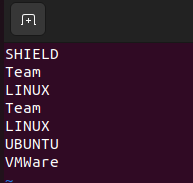 SHIELD
Team
LINUX
Team
LINUX
UBUNTU
VMWare
~